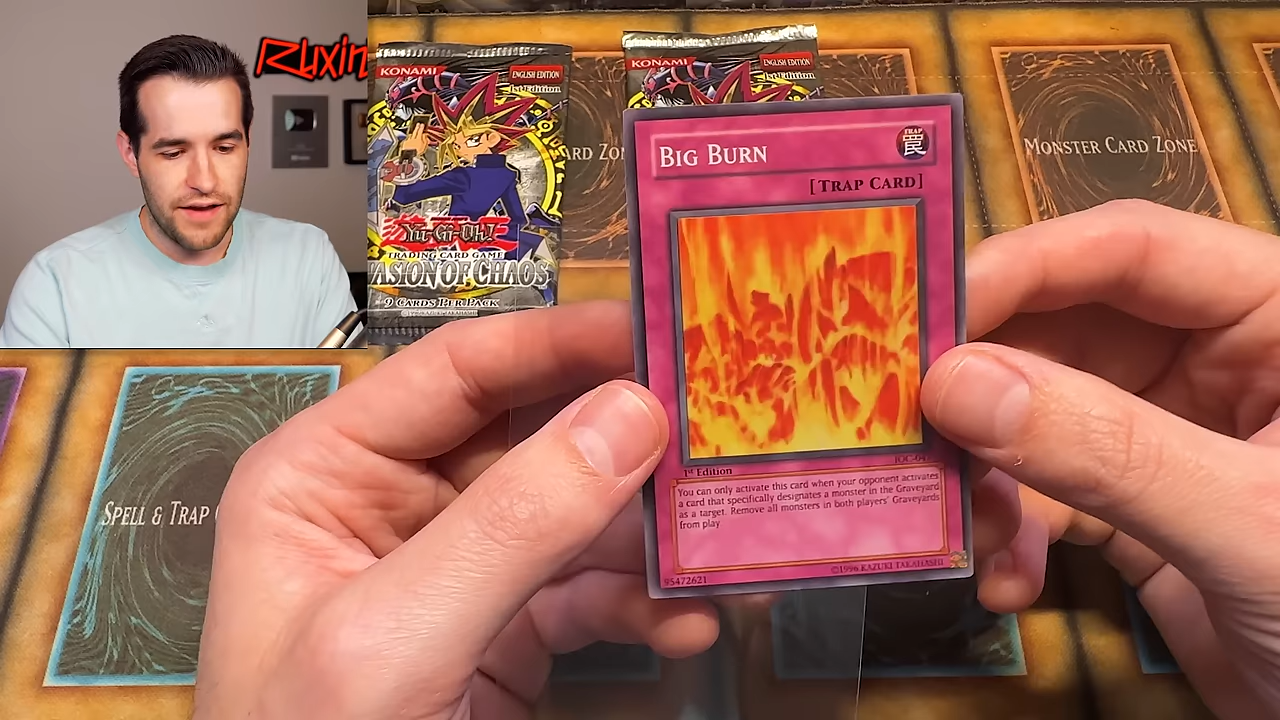 Ruxin
KONAMI
ENGLISH EDITION
1st Edition
Yu-Gi-Oh!
TRADING CARD GAME
VASION OF CHAOS
9 CARDS PER PACK
KONAMI
ENGLISH EDITION
1st Edition
ARD ZON
MONSTER CARD ZONE
BIG BURN
TRAP
罠
[TRAP CARD]
1st Edition
You can only activate this card when your opponent activates
a card that specifically designates a monster in the Graveyard
as a target. Remove all monsters in both players' Graveyards
from play
95472621
©1996 KAZUKI TAKAHASHI
SPELL & TRAP